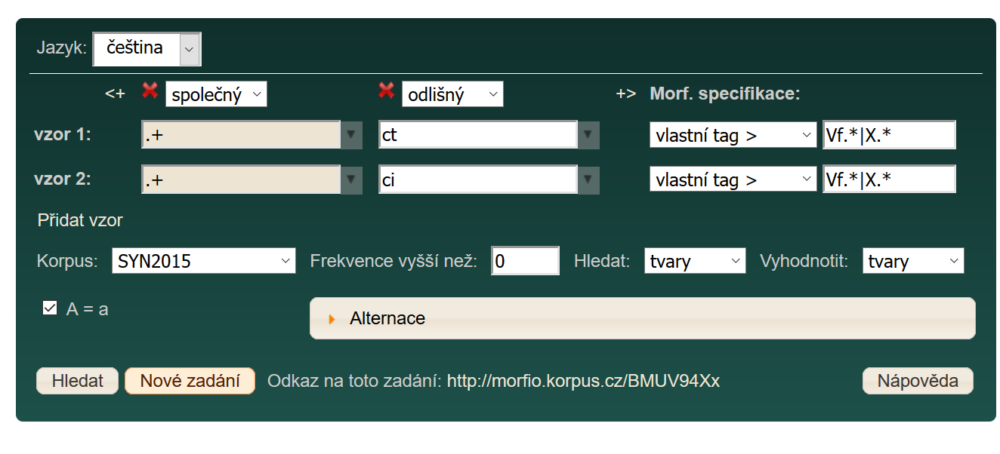 Jazyk: čeština
<+ společný odlišný +> Morf. specifikace:
vzor 1: .+ ct vlastní tag > Vf.*|X.*
vzor 2: .+ ci vlastní tag > Vf.*|X.*
Přidat vzor
Korpus: SYN2015 Frekvence vyšší než: 0 Hledat: tvary Vyhodnotit: tvary
A = a Alternace
Hledat Nové zadání Odkaz na toto zadání: http://morfio.korpus.cz/BMUV94Xx Nápověda